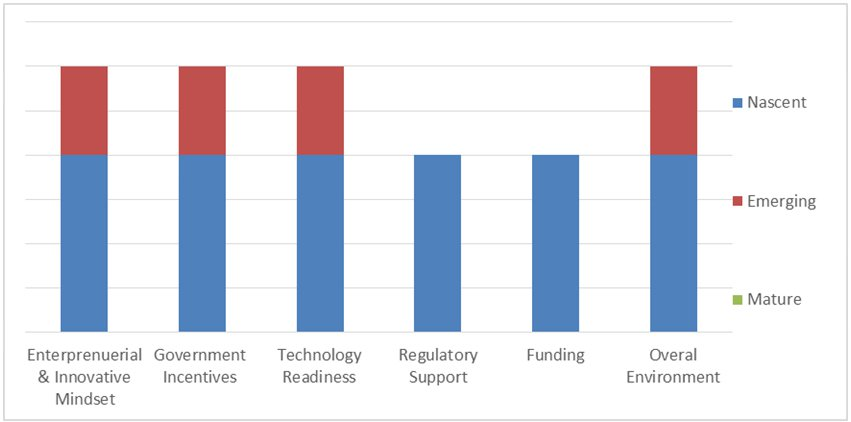 Nascent
Emerging
Mature
Enterprenuerial
& Innovative
Mindset
Government
Incentives
Technology
Readiness
Regulatory
Support
Funding
Overal
Environment